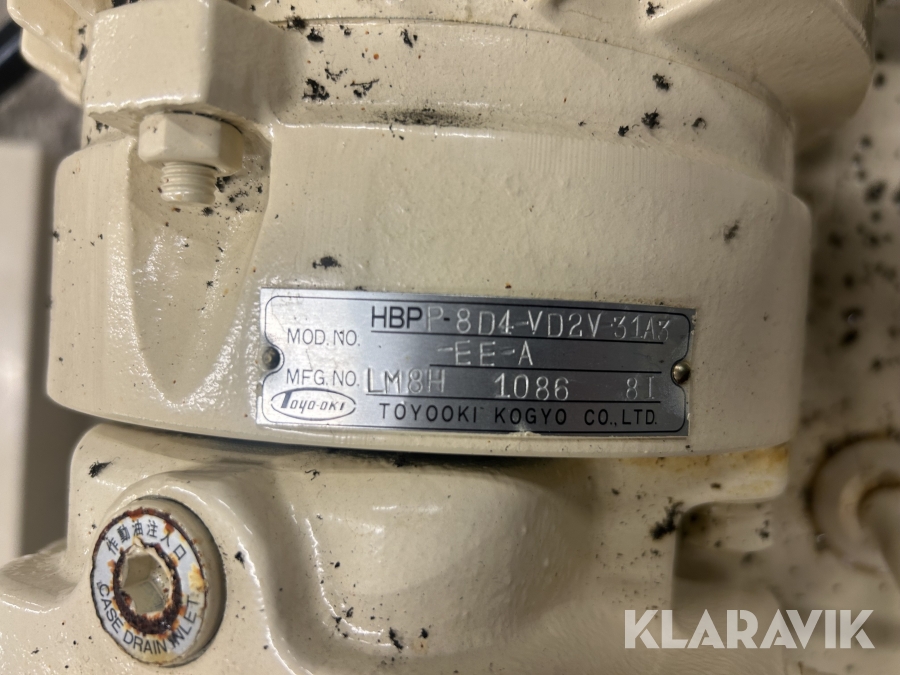 MOD. NO. HBPP-8D4-VD2V-31A3
-EE-A
MFG. NO. LM8H 1086 8I
TOYO-OKI TOYOOKI KOGYO CO., LTD.
作動油注入口
CASE DRAIN INLET
KLARAVIK